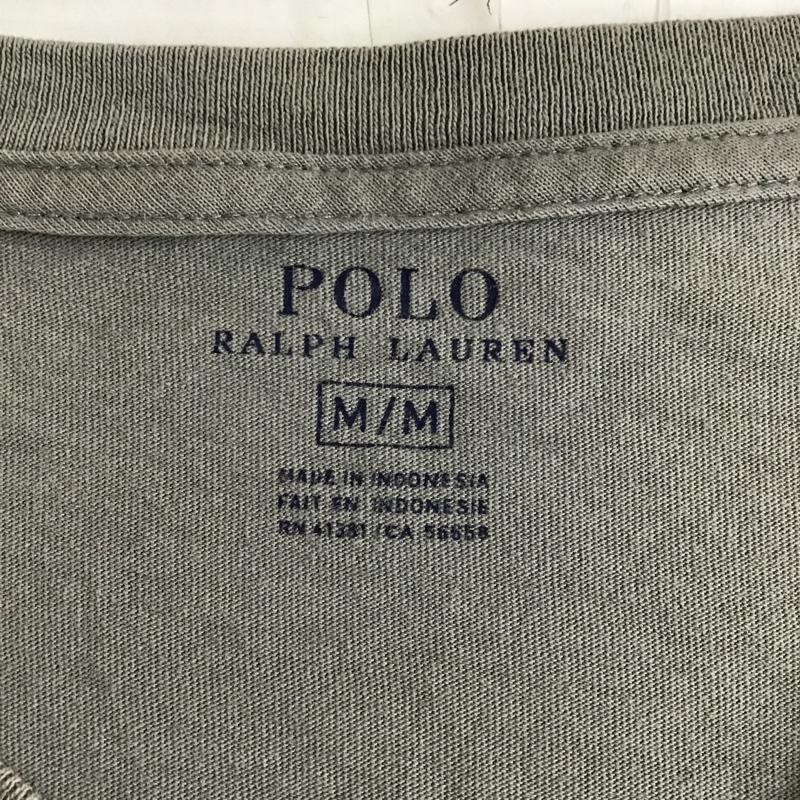 POLO
RALPH LAUREN
M/M
MADE IN INDONESIA
FAIT EN INDONESIE
RN 41381 / CA 56658